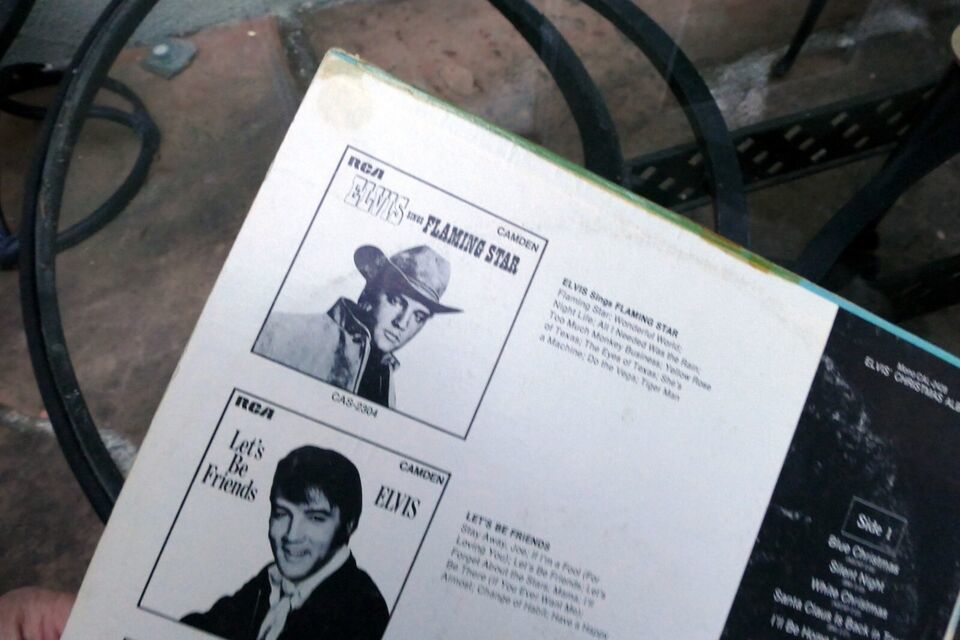 RCA
ELVIS SINGS FLAMING STAR
CAMDEN
CAS-2304
ELVIS Sings FLAMING STAR
Flaming Star; Wonderful World;
Night Life; All I Needed Was the Rain;
Too Much Monkey Business; Yellow Rose
of Texas; The Eyes of Texas; She's
a Machine; Do the Vega; Tiger Man
RCA
Let's
Be
Friends
CAMDEN
ELVIS
LET'S BE FRIENDS
Stay Away, Joe; If I'm a Fool (For
Loving You); Let's Be Friends; Let's
Forget About the Stars; Mama; I'll
Be There (If You Ever Want Me);
Almost; Change of Habit; Have a Happy
Mono CAL
ELVIS' CHRISTMAS
Side 1
Blue Christmas
Silent Night
White Christmas
Santa Claus Is Back in
I'll Be